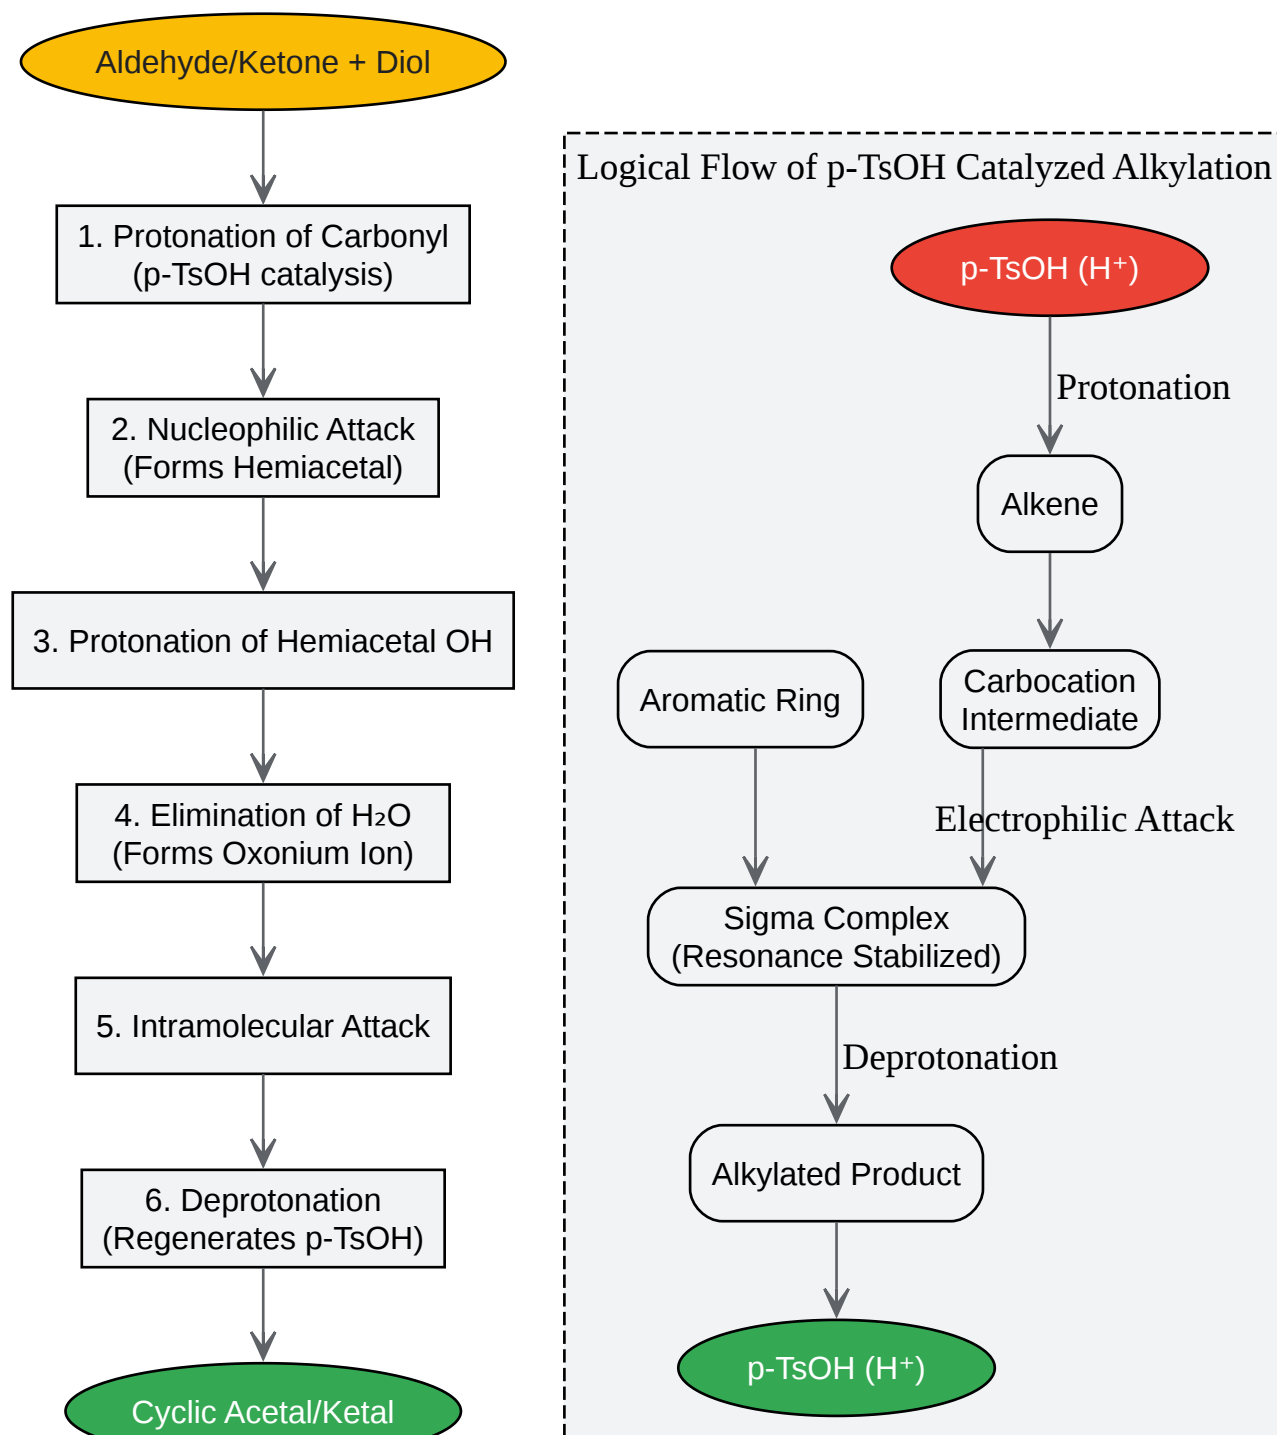 Aldehyde/Ketone + Diol
1. Protonation of Carbonyl
(p-TsOH catalysis)
2. Nucleophilic Attack
(Forms Hemiacetal)
3. Protonation of Hemiacetal OH
4. Elimination of H₂O
(Forms Oxonium Ion)
5. Intramolecular Attack
6. Deprotonation
(Regenerates p-TsOH)
Cyclic Acetal/Ketal
Logical Flow of p-TsOH Catalyzed Alkylation
p-TsOH (H⁺)
Protonation
Alkene
Aromatic Ring
Carbocation
Intermediate
Electrophilic Attack
Sigma Complex
(Resonance Stabilized)
Deprotonation
Alkylated Product
p-TsOH (H⁺)